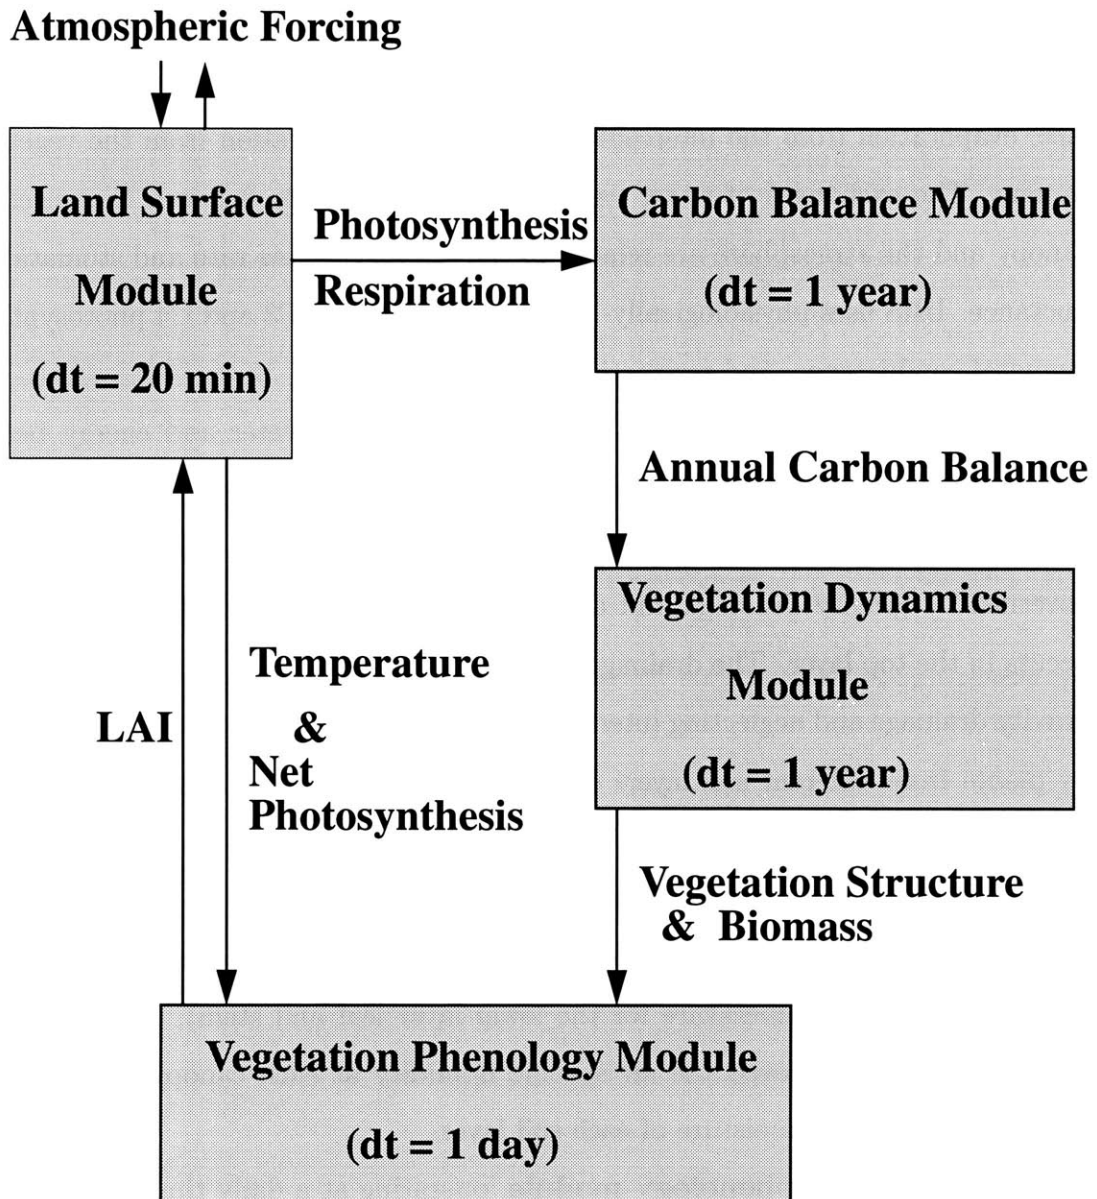 Atmospheric Forcing
Land Surface
Module
(dt = 20 min)
Photosynthesis
Respiration
Carbon Balance Module
(dt = 1 year)
Annual Carbon Balance
Vegetation Dynamics
Module
(dt = 1 year)
LAI
Temperature
&
Net
Photosynthesis
Vegetation Structure
& Biomass
Vegetation Phenology Module
(dt = 1 day)